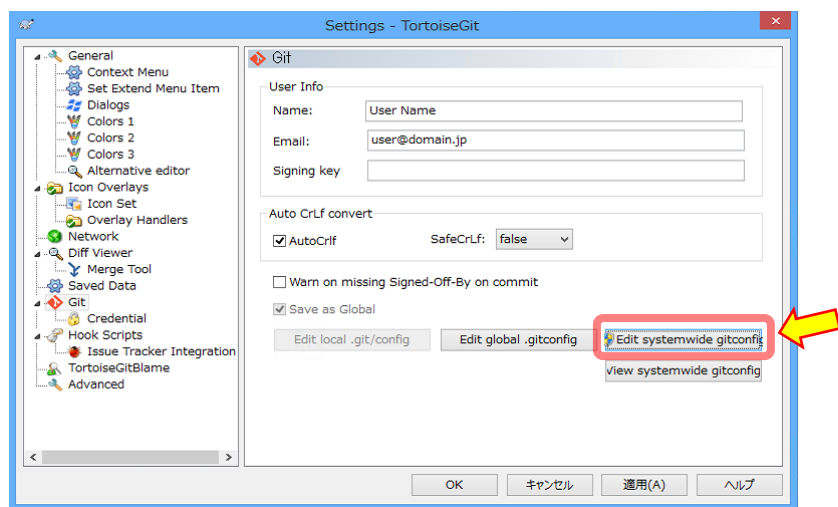 Settings - TortoiseGit
General
Context Menu
Set Extend Menu Item
Dialogs
Colors 1
Colors 2
Colors 3
Alternative editor
Icon Overlays
Icon Set
Overlay Handlers
Network
Diff Viewer
Merge Tool
Saved Data
Git
Credential
Hook Scripts
Issue Tracker Integration
TortoiseGitBlame
Advanced
Git
User Info
Name: User Name
Email: user@domain.jp
Signing key
Auto CrLf convert
AutoCrlf SafeCrLf: false
Warn on missing Signed-Off-By on commit
Save as Global
Edit local .git/config Edit global .gitconfig Edit systemwide gitconfig
View systemwide gitconfig
OK キャンセル 適用(A) ヘルプ